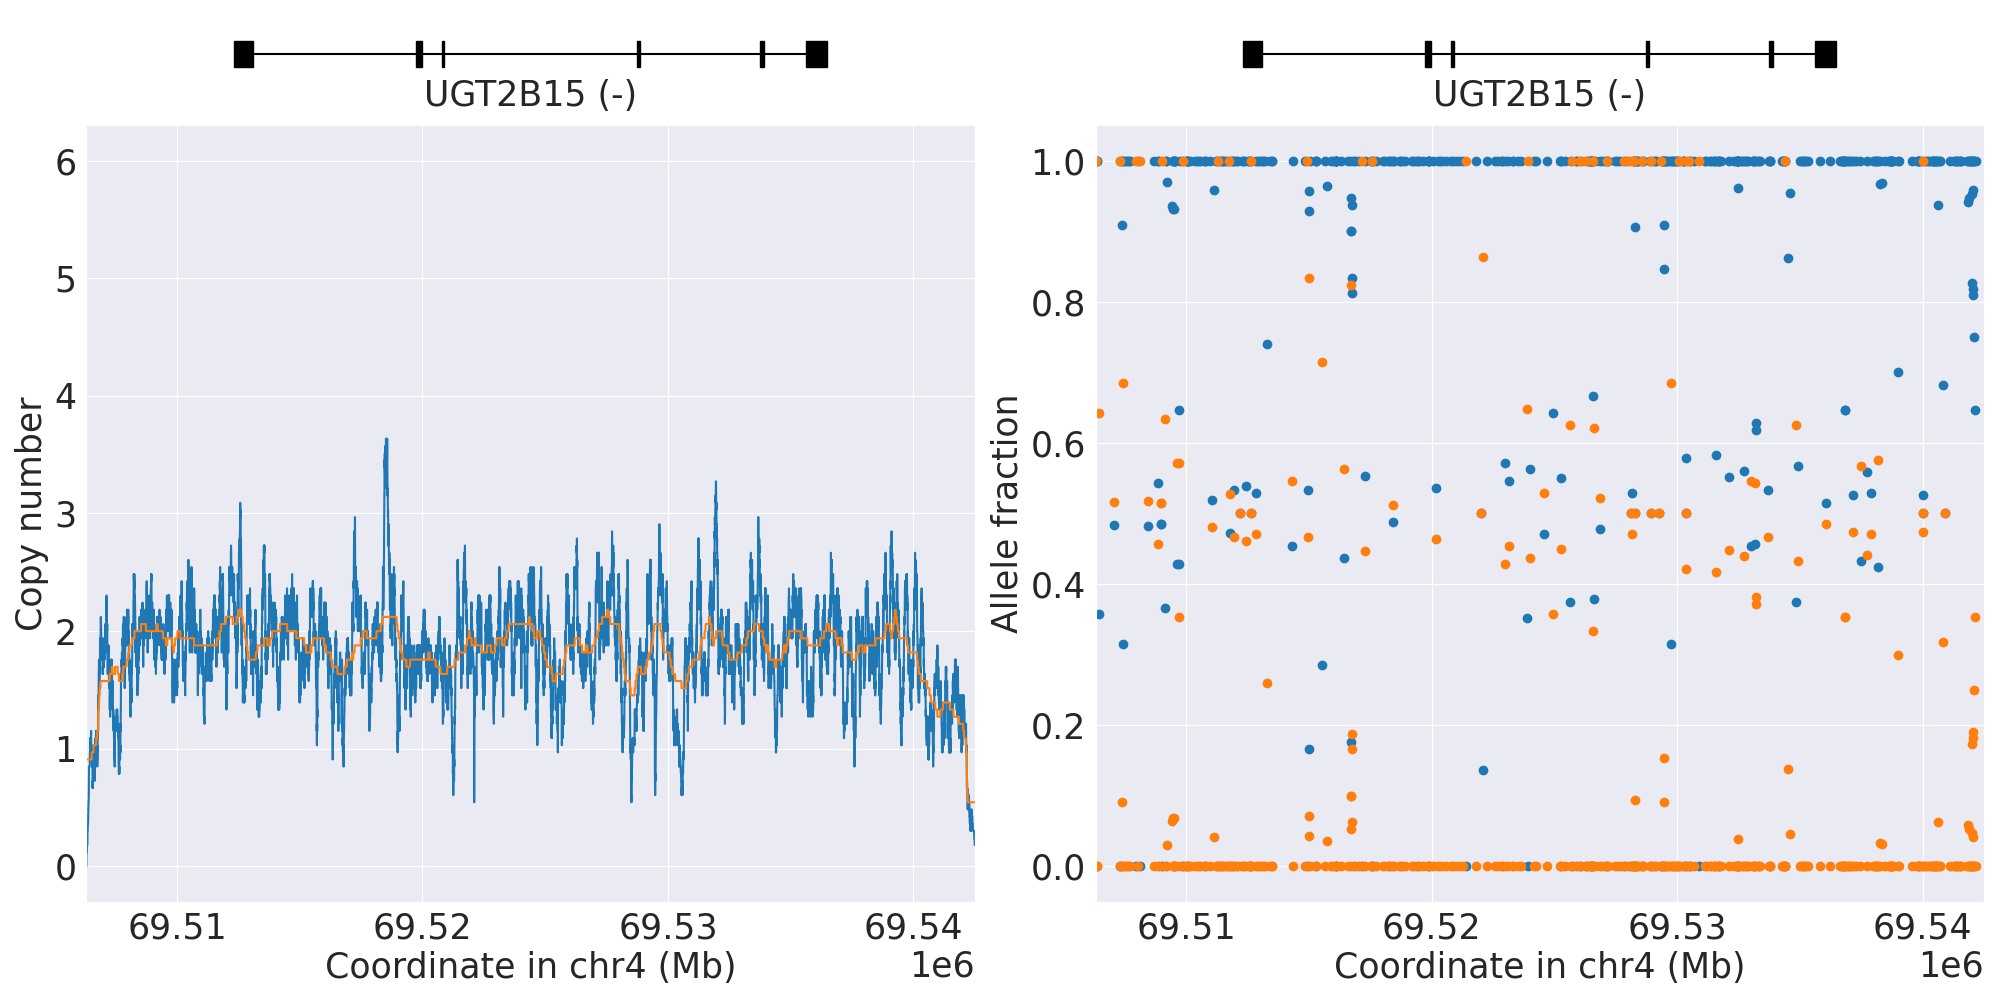 UGT2B15 (-)
6
5
4
3
2
1
0
Copy number
69.51 69.52 69.53 69.54
Coordinate in chr4 (Mb)
1e6
UGT2B15 (-)
1.0
0.8
0.6
0.4
0.2
0.0
Allele fraction
69.51 69.52 69.53 69.54
Coordinate in chr4 (Mb)
1e6